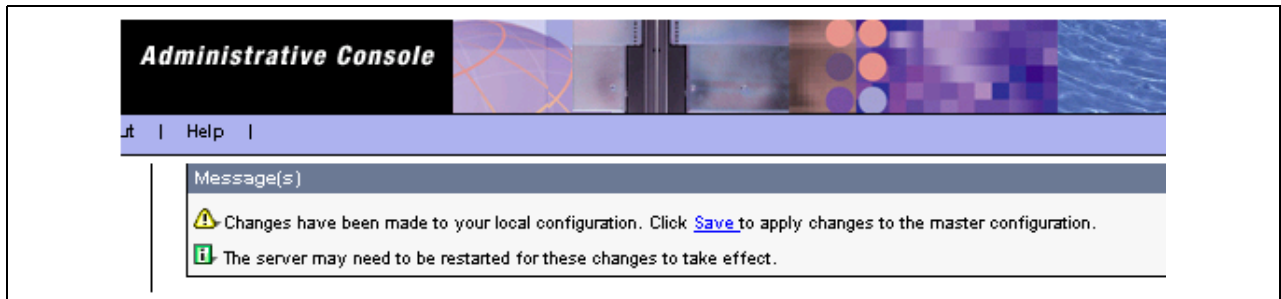 Administrative Console
ut | Help |
Message(s)
Changes have been made to your local configuration. Click Save to apply changes to the master configuration.
The server may need to be restarted for these changes to take effect.